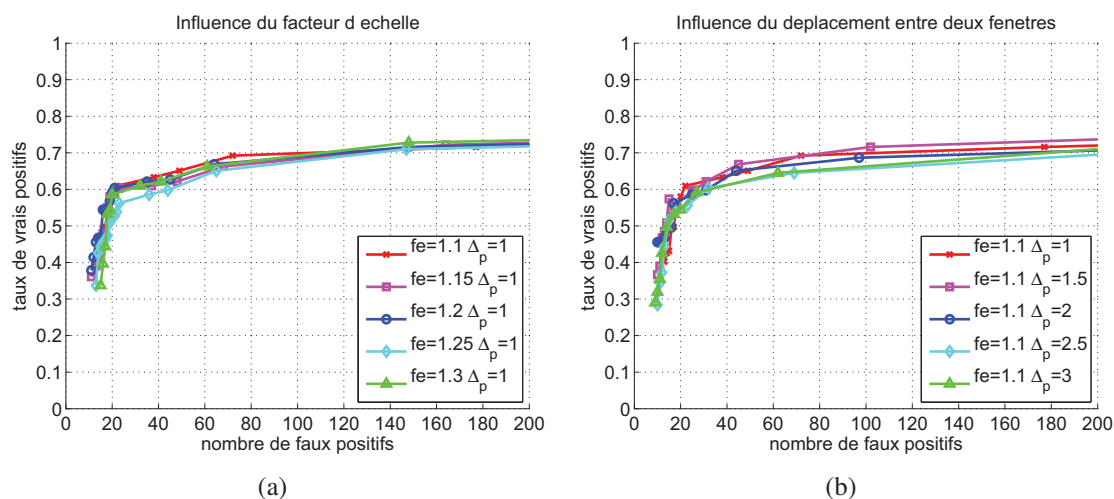 Influence du facteur d echelle
taux de vrais positifs
1
0.9
0.8
0.7
0.6
0.5
0.4
0.3
0.2
0.1
0
fe=1.1 Δp=1
fe=1.15 Δp=1
fe=1.2 Δp=1
fe=1.25 Δp=1
fe=1.3 Δp=1
0 20 40 60 80 100 120 140 160 180 200
nombre de faux positifs
(a)
Influence du deplacement entre deux fenetres
taux de vrais positifs
1
0.9
0.8
0.7
0.6
0.5
0.4
0.3
0.2
0.1
0
fe=1.1 Δp=1
fe=1.1 Δp=1.5
fe=1.1 Δp=2
fe=1.1 Δp=2.5
fe=1.1 Δp=3
0 20 40 60 80 100 120 140 160 180 200
nombre de faux positifs
(b)